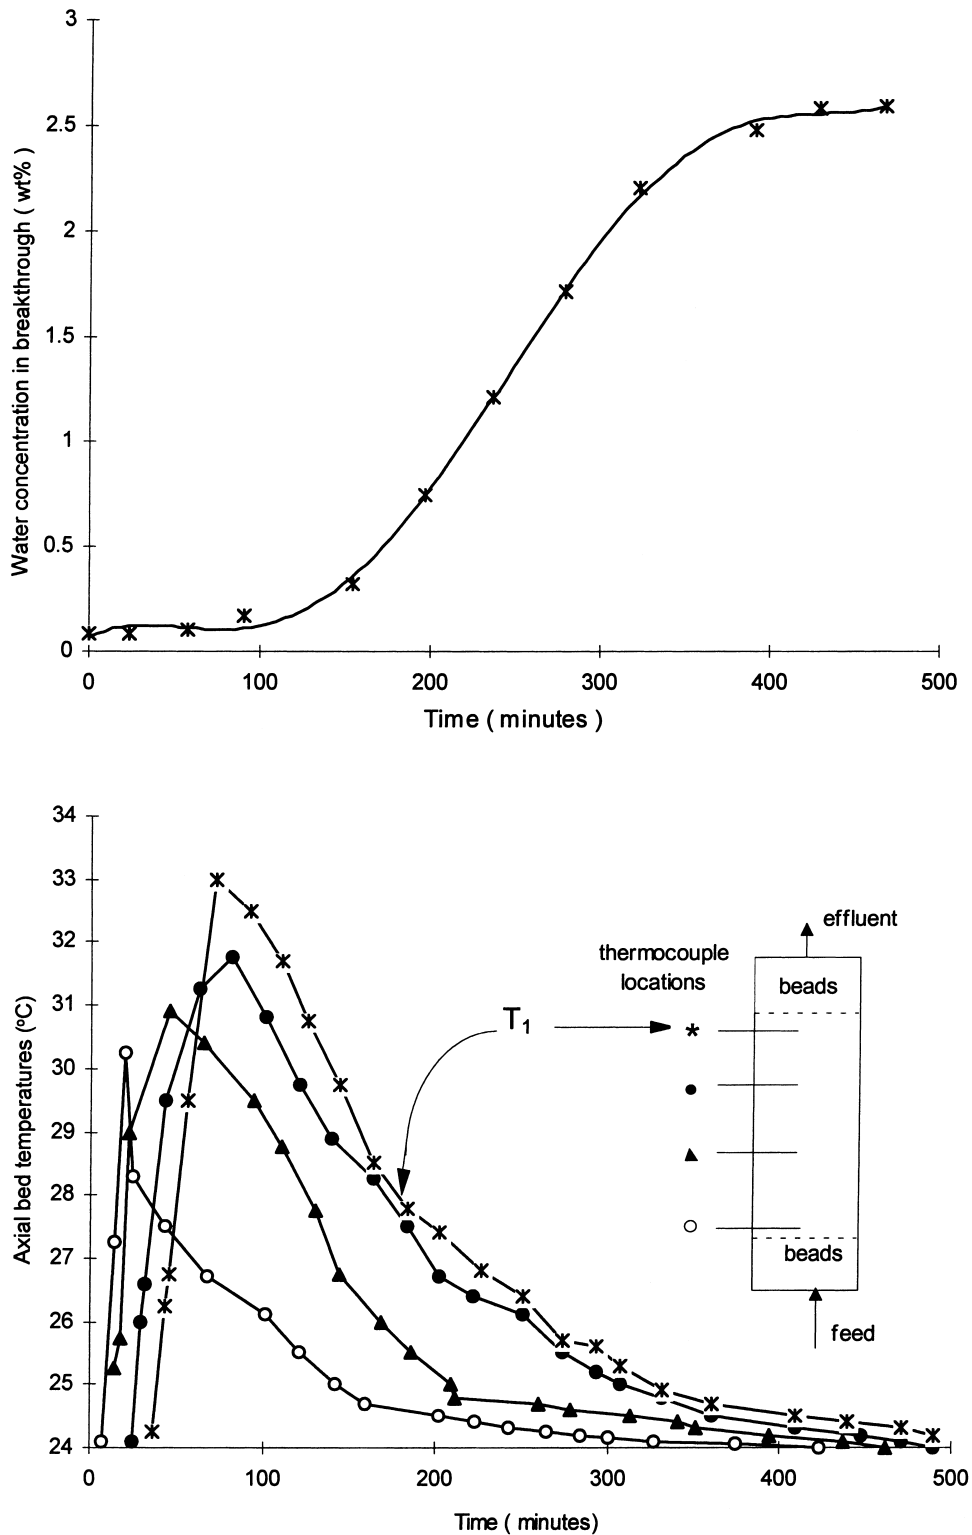 3
2.5
2
1.5
1
0.5
0
Water concentration in breakthrough ( wt% )
0 100 200 300 400 500
Time ( minutes )
34
33
32
31
30
29
28
27
26
25
24
Axial bed temperatures (ºC)
effluent
thermocouple
locations
beads
T1
beads
feed
0 100 200 300 400 500
Time ( minutes)